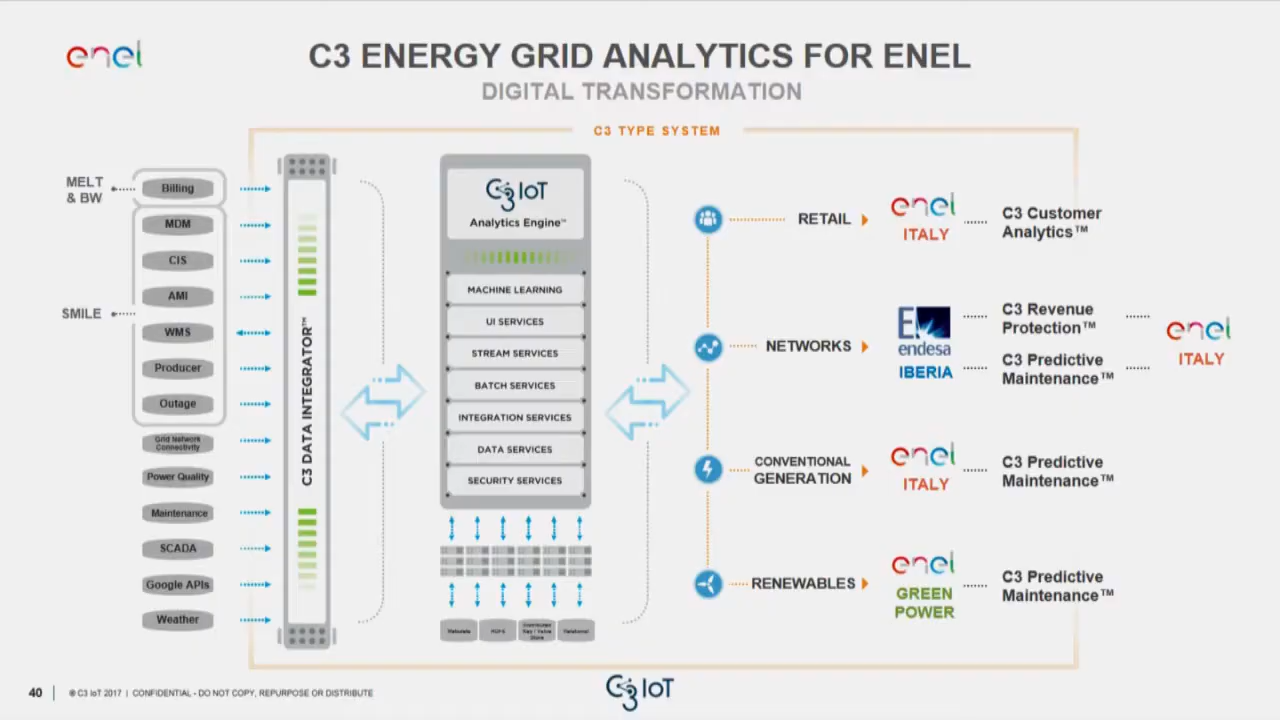 enel
C3 ENERGY GRID ANALYTICS FOR ENEL
DIGITAL TRANSFORMATION
C3 TYPE SYSTEM
MELT
& BW
SMILE
Billing
MDM
CIS
AMI
WMS
Producer
Outage
Grid Network
Connectivity
Power Quality
Maintenance
SCADA
Google APIs
Weather
C3 DATA INTEGRATOR™
C3 IoT
Analytics Engine™
MACHINE LEARNING
UI SERVICES
STREAM SERVICES
BATCH SERVICES
INTEGRATION SERVICES
DATA SERVICES
SECURITY SERVICES
Key / Value
Store
Relational
RETAIL
enel
ITALY
C3 Customer
Analytics™
NETWORKS
endesa
IBERIA
C3 Revenue
Protection™
C3 Predictive
Maintenance™
enel
ITALY
CONVENTIONAL
GENERATION
enel
ITALY
C3 Predictive
Maintenance™
RENEWABLES
enel
GREEN
POWER
C3 Predictive
Maintenance™
40
© C3 IoT 2017 | CONFIDENTIAL - DO NOT COPY, REPURPOSE OR DISTRIBUTE
C3 IoT